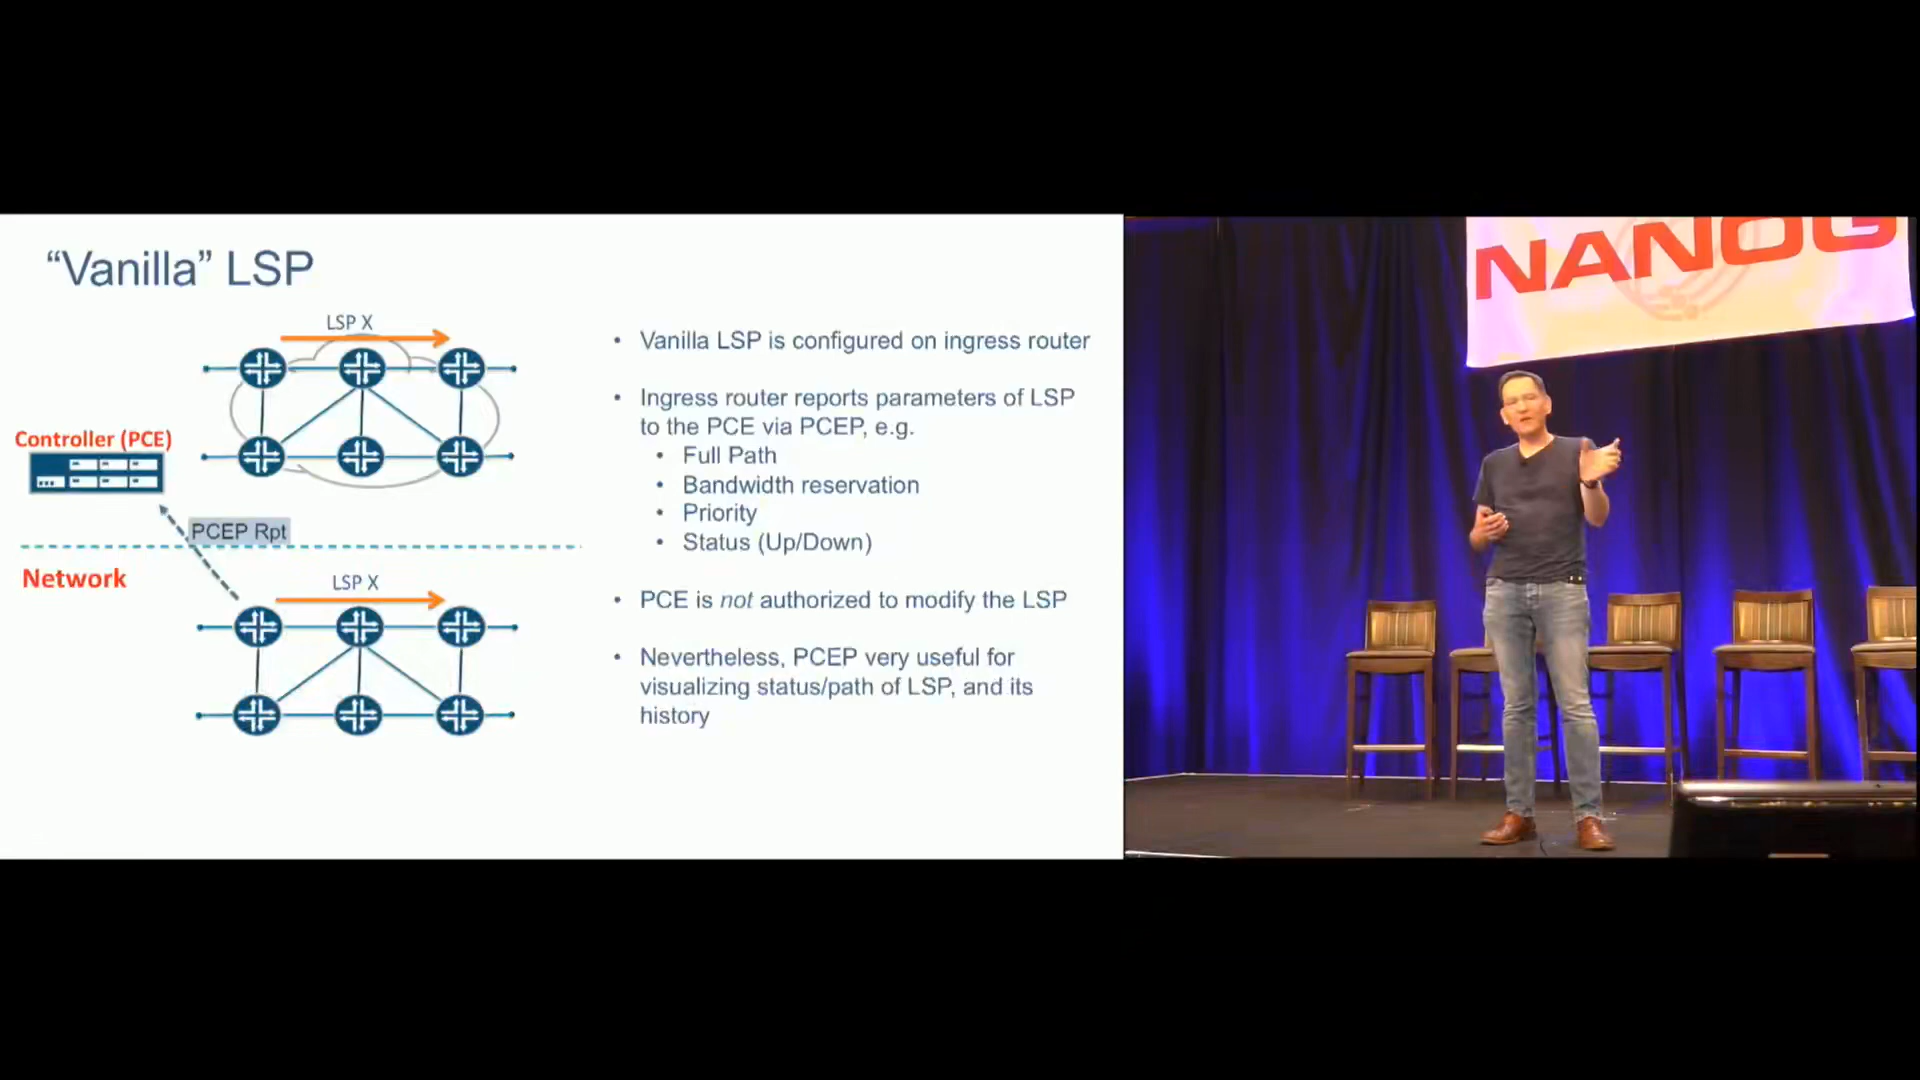 “Vanilla” LSP
LSP X
Controller (PCE)
PCEP Rpt
Network
LSP X
• Vanilla LSP is configured on ingress router
• Ingress router reports parameters of LSP
to the PCE via PCEP, e.g.
• Full Path
• Bandwidth reservation
• Priority
• Status (Up/Down)
• PCE is not authorized to modify the LSP
• Nevertheless, PCEP very useful for
visualizing status/path of LSP, and its
history
NANOG